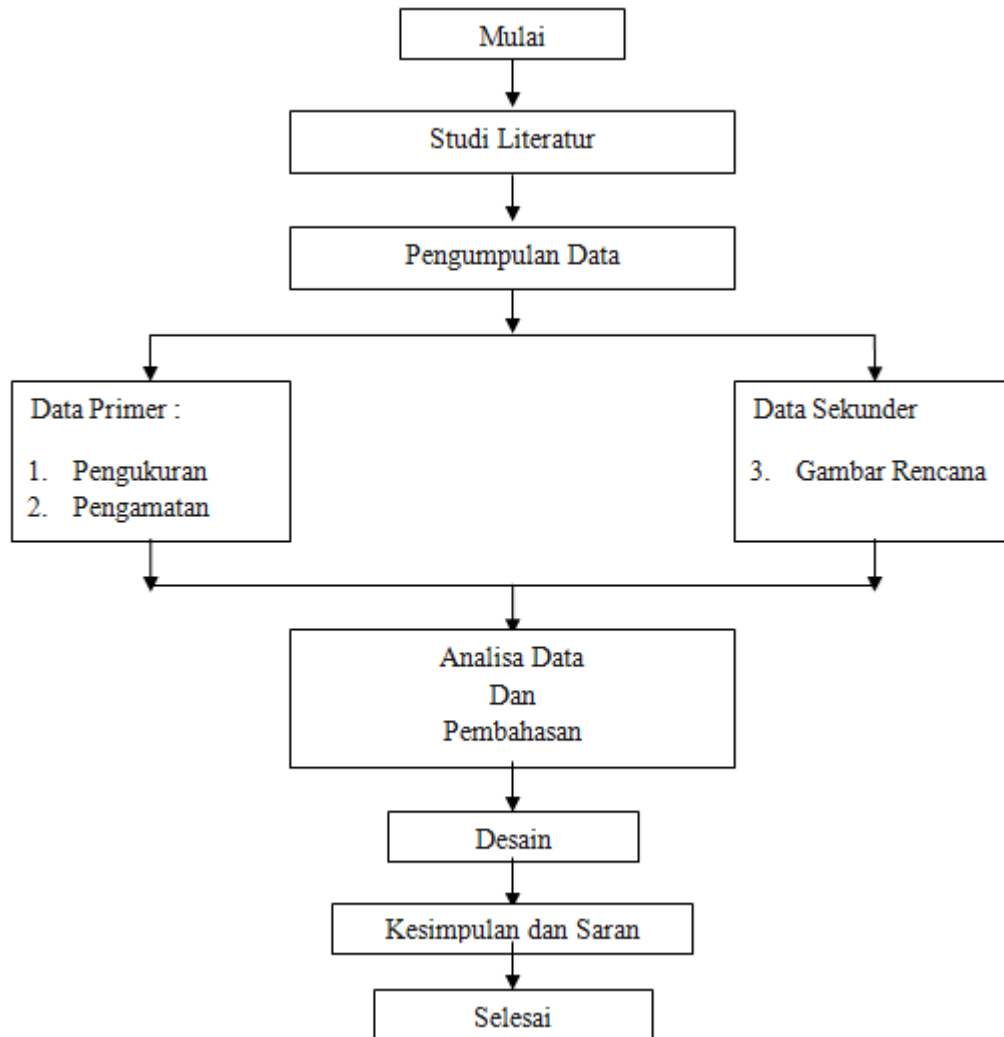 Mulai
Studi Literatur
Pengumpulan Data
Data Primer :
1. Pengukuran
2. Pengamatan
Data Sekunder
3. Gambar Rencana
Analisa Data
Dan
Pembahasan
Desain
Kesimpulan dan Saran
Selesai